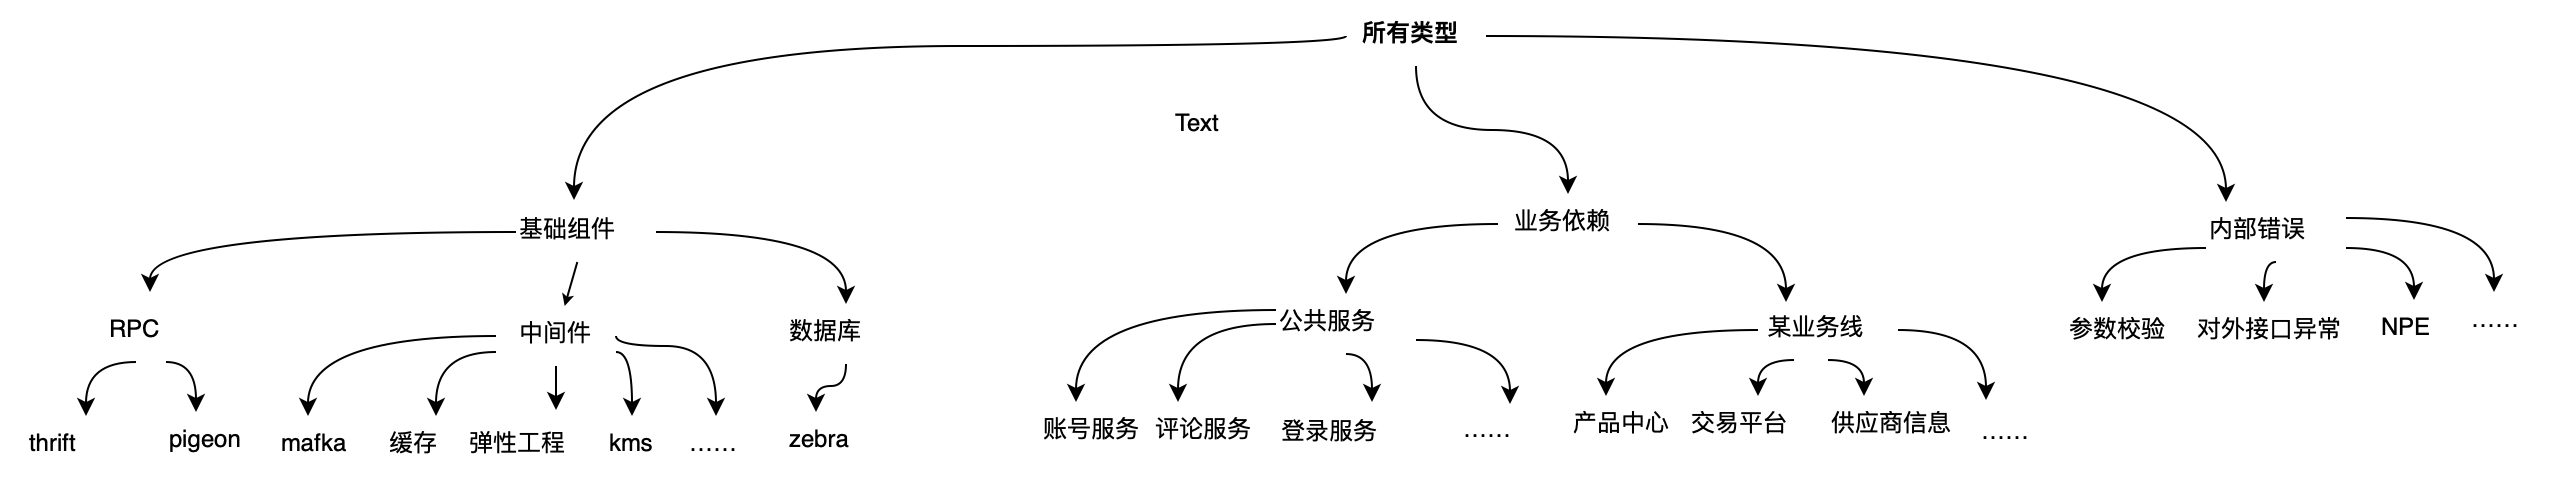 所有类型
Text
基础组件
业务依赖
内部错误
RPC
中间件
数据库
公共服务
某业务线
参数校验
对外接口异常
NPE
……
thrift
pigeon
mafka
缓存
弹性工程
kms
……
zebra
账号服务
评论服务
登录服务
……
产品中心
交易平台
供应商信息
……